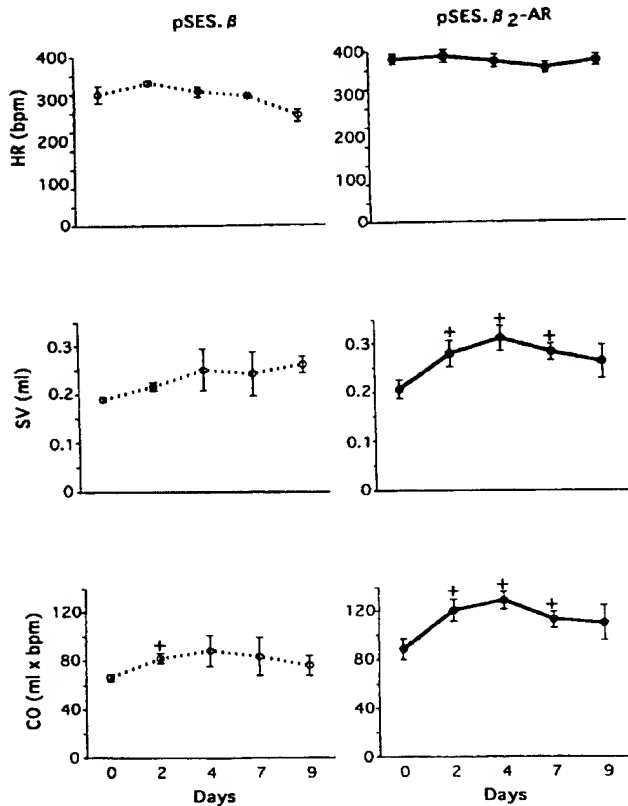 pSES. β
pSES. β2-AR
HR (bpm)
400
300
200
100
0
400
300
200
100
0
SV (ml)
0.3
0.2
0.1
0
+ + +
0.3
0.2
0.1
0
CO (ml x bpm)
+
120
80
40
0
+ + +
120
80
40
0
0 2 4 7 9
0 2 4 7 9
Days
Days